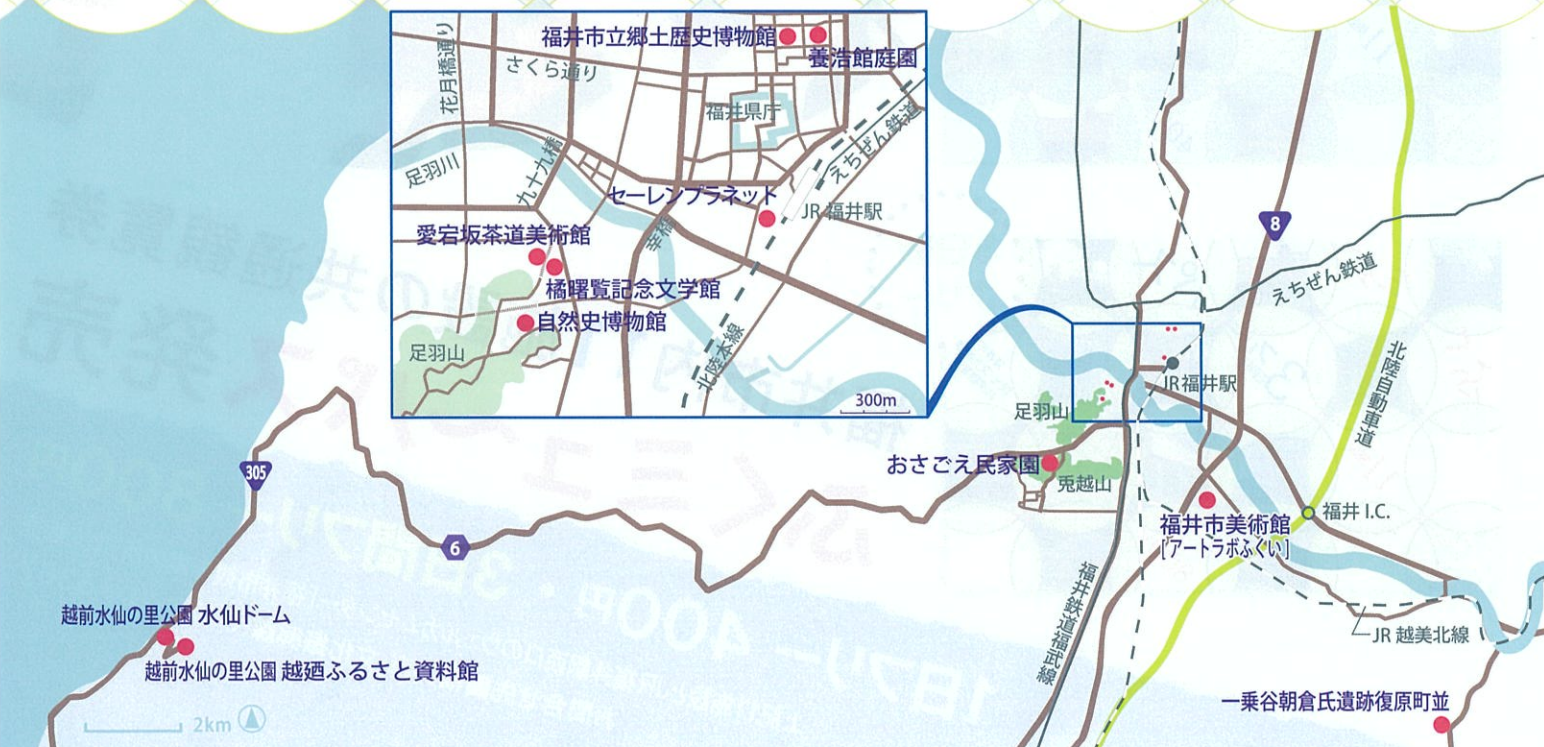 福井市立郷土歴史博物館
養浩館庭園
花月橋通り
さくら通り
福井県庁
えちぜん鉄道
足羽川
九十九橋
セーレンプラネット
JR 福井駅
幸橋
愛宕坂茶道美術館
橘曙覧記念文学館
自然史博物館
足羽山
北陸本線
300m
8
えちぜん鉄道
北陸自動車道
JR 福井駅
足羽山
おさごえ民家園
兎越山
福井市美術館
[アートラボふくい]
福井 I.C.
305
6
福井鉄道福武線
JR 越美北線
越前水仙の里公園 水仙ドーム
越前水仙の里公園 越廼ふるさと資料館
一乗谷朝倉氏遺跡復原町並
2km